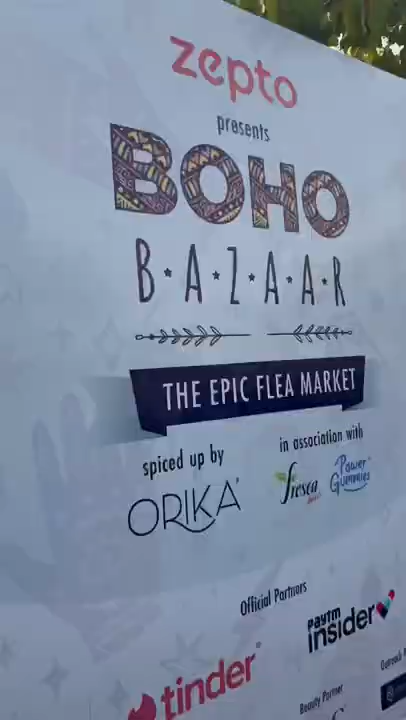 zepto
presents
BOHO
B·A·Z·A·A·R
THE EPIC FLEA MARKET
spiced up by
ORIKA
in association with
fresca
Power Gummies
Official Partners
tinder
paytm
insider
Beauty Partner